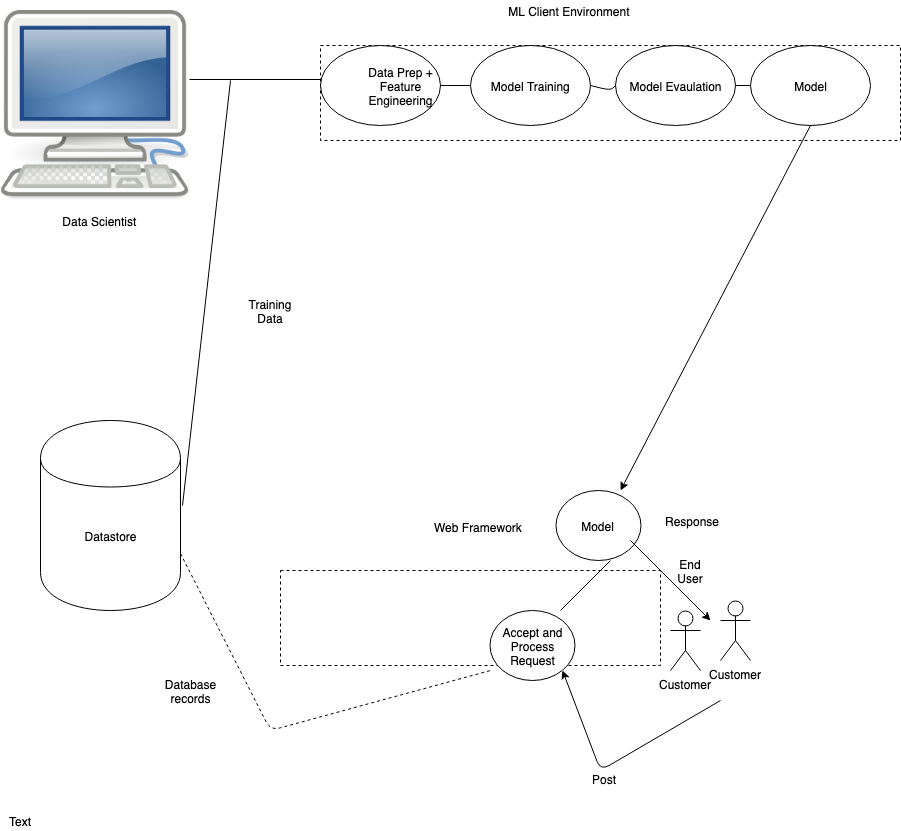 ML Client Environment
Data Prep +
Feature
Engineering
Model Training
Model Evaulation
Model
Data Scientist
Training
Data
Datastore
Web Framework
Model
Response
End
User
Accept and
Process
Request
Customer
Customer
Database
records
Post
Text